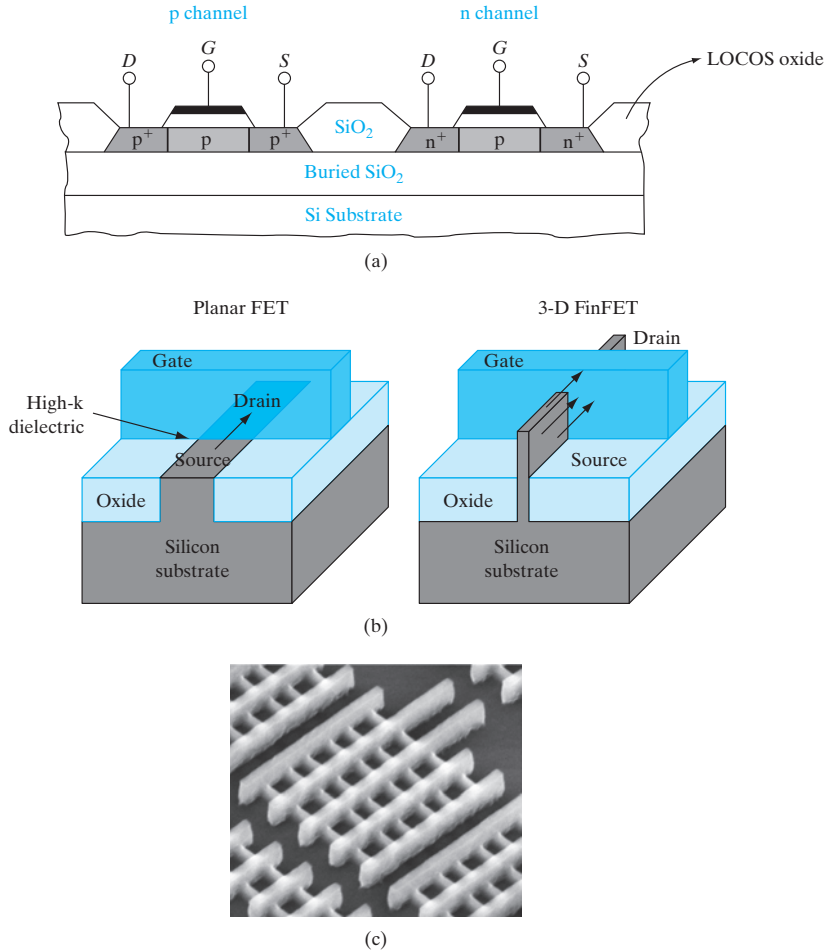 p channel
n channel
D
G
S
D
G
S
LOCOS oxide
SiO₂
p⁺
p
p⁺
n⁺
p
n⁺
Buried SiO₂
Si Substrate
(a)
Planar FET
3-D FinFET
Gate
Drain
High-k
dielectric
Source
Oxide
Silicon
substrate
Drain
Gate
Source
Oxide
Silicon
substrate
(b)
(c)